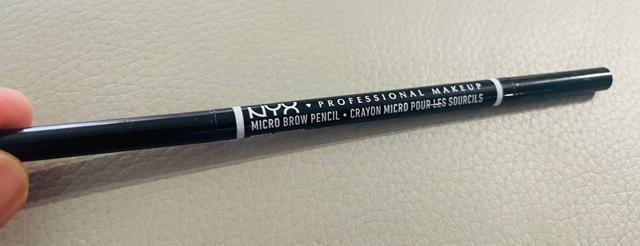 NYX ♥ PROFESSIONAL MAKEUP
MICRO BROW PENCIL • CRAYON MICRO POUR LES SOURCILS